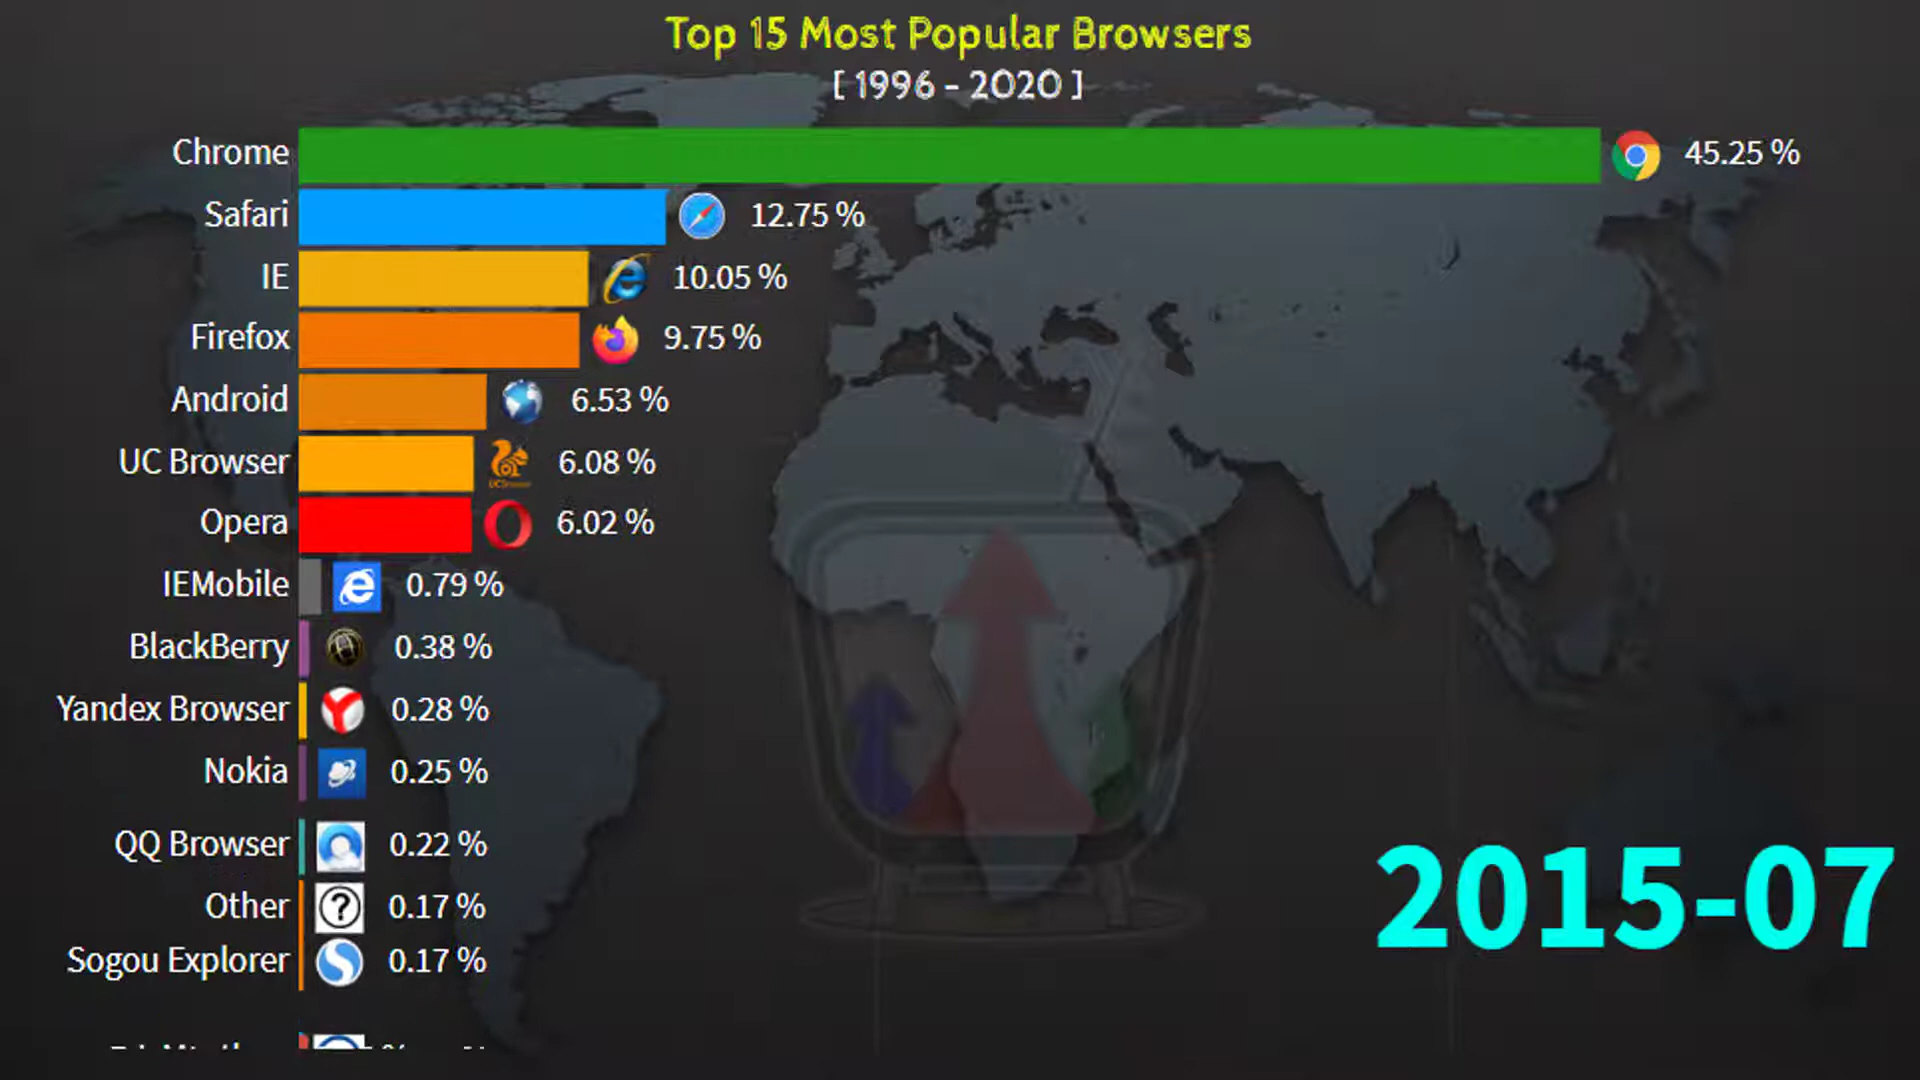 Top 15 Most Popular Browsers
[ 1996 - 2020 ]
Chrome 45.25 %
Safari 12.75 %
IE 10.05 %
Firefox 9.75 %
Android 6.53 %
UC Browser 6.08 %
Opera 6.02 %
IEMobile 0.79 %
BlackBerry 0.38 %
Yandex Browser 0.28 %
Nokia 0.25 %
QQ Browser 0.22 %
Other ? 0.17 %
Sogou Explorer 0.17 %
2015-07